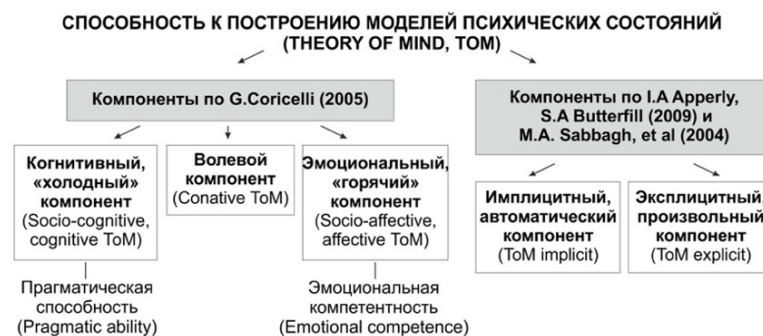 СПОСОБНОСТЬ К ПОСТРОЕНИЮ МОДЕЛЕЙ ПСИХИЧЕСКИХ СОСТОЯНИЙ
(THEORY OF MIND, TOM)
Компоненты по G.Coricelli (2005)
Компоненты по I.A Apperly,
S.A Butterfill (2009) и
M.A. Sabbagh, et al (2004)
Когнитивный,
«холодный»
компонент
(Socio-cognitive,
cognitive ToM)
Волевой
компонент
(Conative ToM)
Эмоциональный,
«горячий»
компонент
(Socio-affective,
affective ToM)
Имплицитный,
автоматический
компонент
(ToM implicit)
Эксплицитный,
произвольный
компонент
(ToM explicit)
Прагматическая
способность
(Pragmatic ability)
Эмоциональная
компетентность
(Emotional competence)